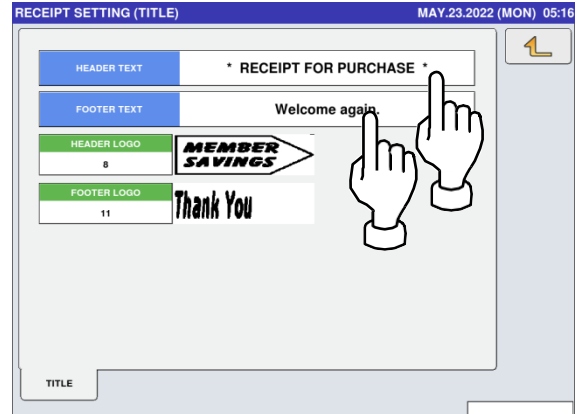 RECEIPT SETTING (TITLE) MAY.23.2022 (MON) 05:16
HEADER TEXT * RECEIPT FOR PURCHASE *
FOOTER TEXT Welcome again.
HEADER LOGO
8
MEMBER
SAVINGS
FOOTER LOGO
11
Thank You
TITLE